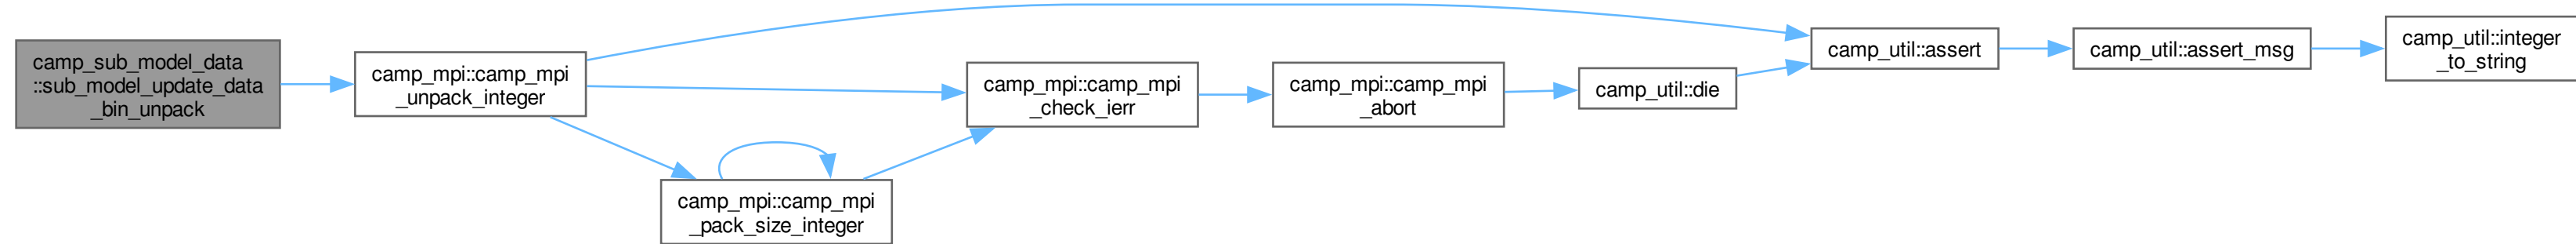 camp_sub_model_data
::sub_model_update_data
_bin_unpack
camp_mpi::camp_mpi
_unpack_integer
camp_mpi::camp_mpi
_pack_size_integer
camp_mpi::camp_mpi
_check_ierr
camp_mpi::camp_mpi
_abort
camp_util::die
camp_util::assert
camp_util::assert_msg
camp_util::integer
_to_string